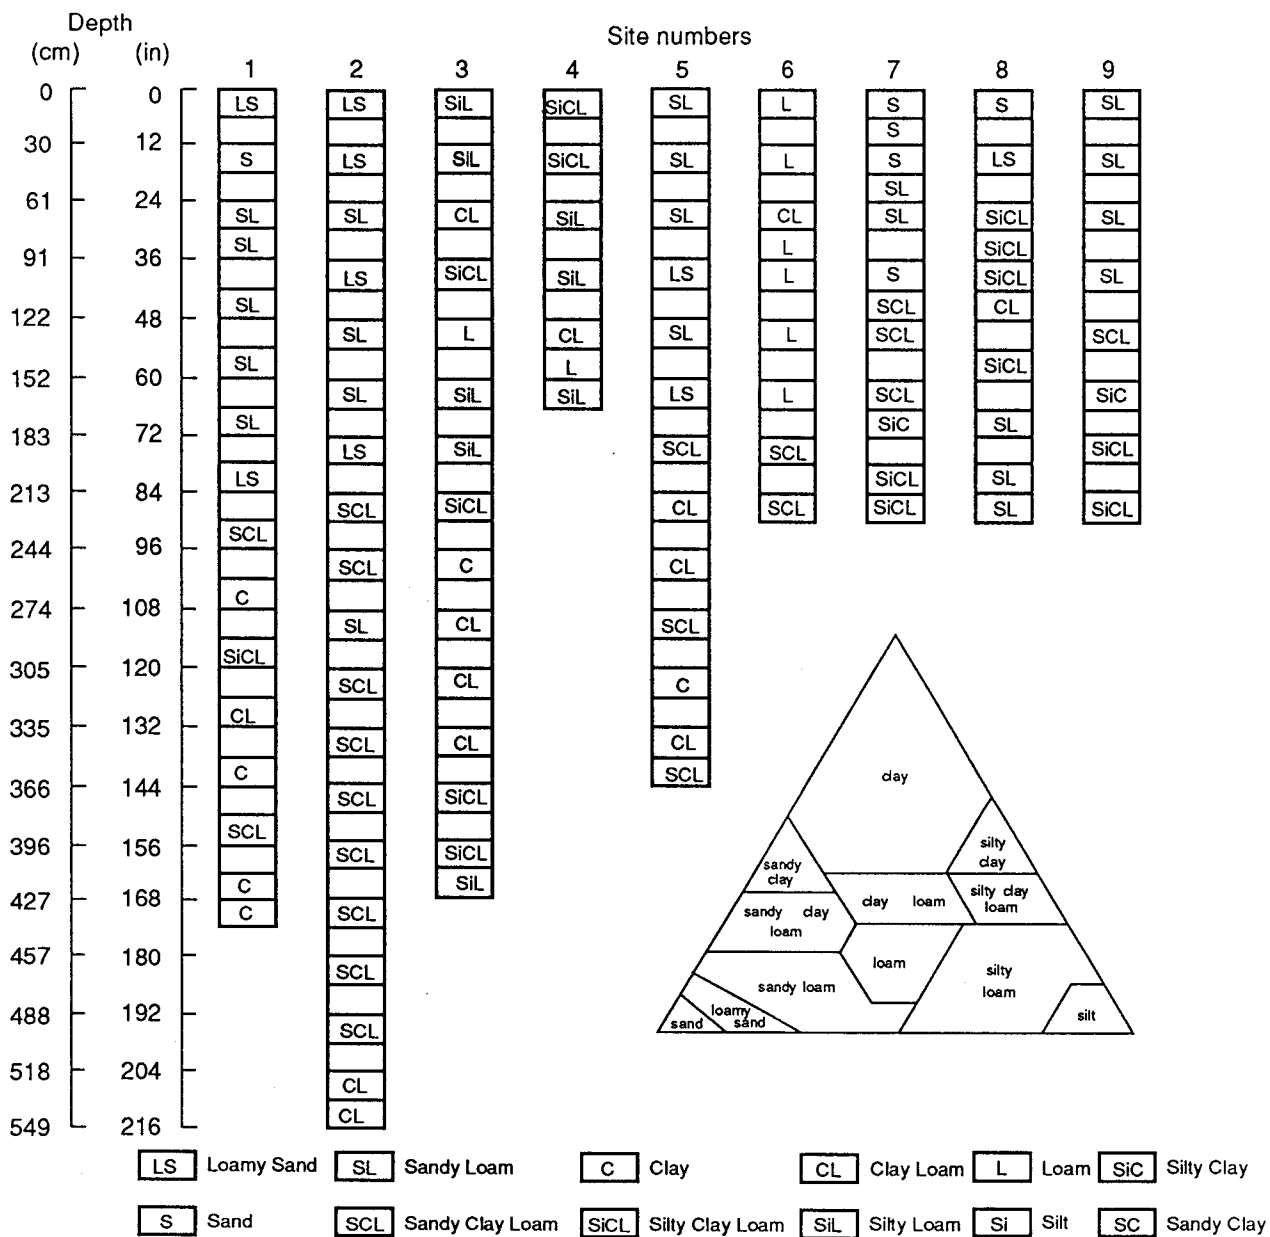 Depth
(cm) (in) Site numbers
1 2 3 4 5 6 7 8 9
0 0 LS LS SiL SiCL SL L S S SL
S
30 12 S LS SiL SiCL SL L S LS SL
SL
61 24 SL SL CL SiL SL CL SL SiCL SL
SL L SiCL
91 36 LS SiCL SiL LS L S SiCL SL
SL SCL CL
122 48 SL L CL SL L SCL SCL
SL L SiCL
152 60 SL SiL SiL LS L SCL SiC
SL SiC SL
183 72 LS SiL SCL SCL SiCL
LS SiCL SL
213 84 SCL SiCL CL SCL SiCL SL SiCL
SCL
244 96 SCL C CL
C
274 108 SL CL SCL
SiCL
305 120 SCL CL C
CL
335 132 SCL CL CL
C SCL
366 144 SCL SiCL
SCL
396 156 SCL SiCL
C SiL
427 168 C SCL
457 180 SCL
488 192 SCL
518 204 CL
CL
549 216
clay
silty
clay
sandy
clay
clay loam
silty clay
loam
sandy clay
loam
loam
silty
loam
sandy loam
loamy
sand
sand
silt
LS Loamy Sand SL Sandy Loam C Clay CL Clay Loam L Loam SiC Silty Clay
S Sand SCL Sandy Clay Loam SiCL Silty Clay Loam SiL Silty Loam Si Silt SC Sandy Clay